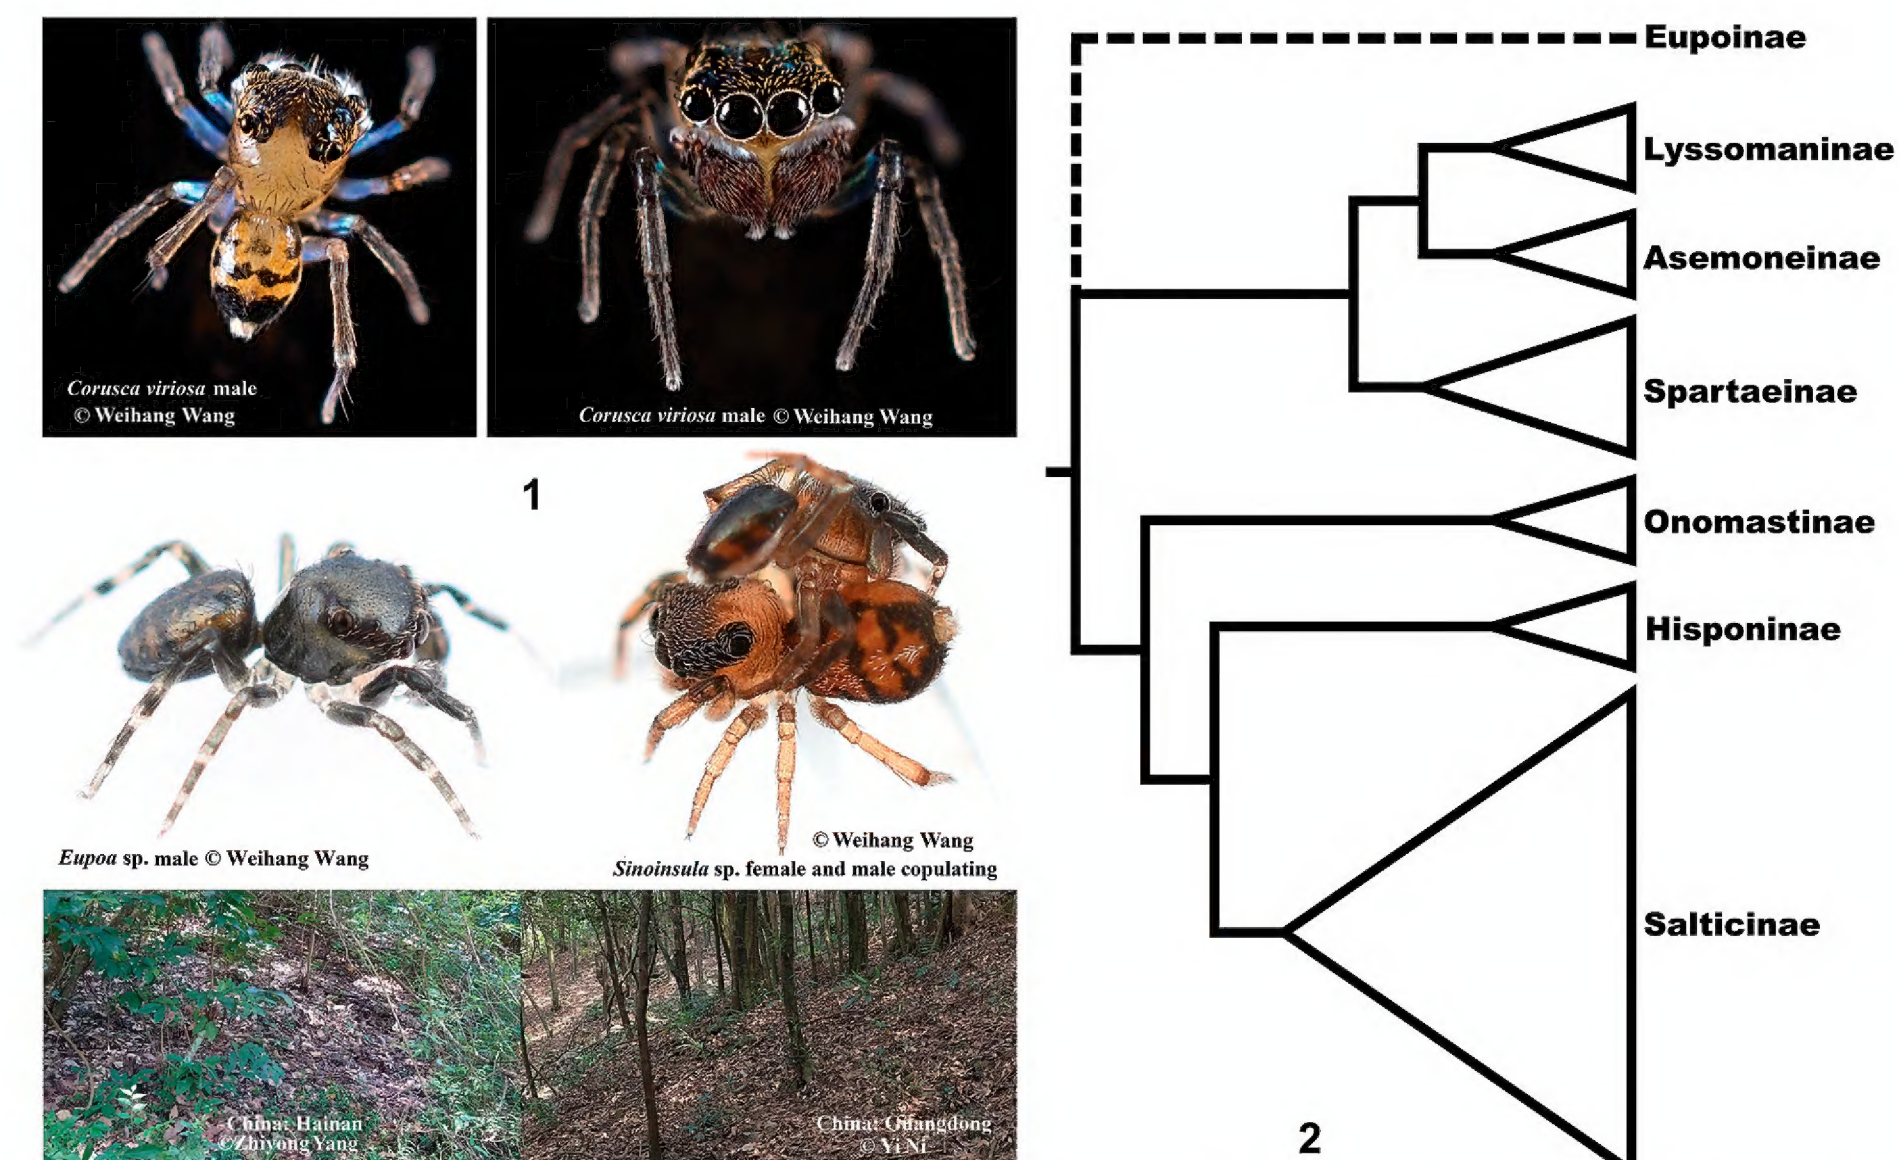 Corusca viriosa male
© Weihang Wang
Corusca viriosa male © Weihang Wang
1
Eupoa sp. male © Weihang Wang
© Weihang Wang
Sinoinsula sp. female and male copulating
China: Hainan
©Zhiyong Yang
China: Guangdong
© Yi Ni
Eupoinae
Lyssomaninae
Asemoneinae
Spartaeinae
Onomastinae
Hisponinae
Salticinae
2